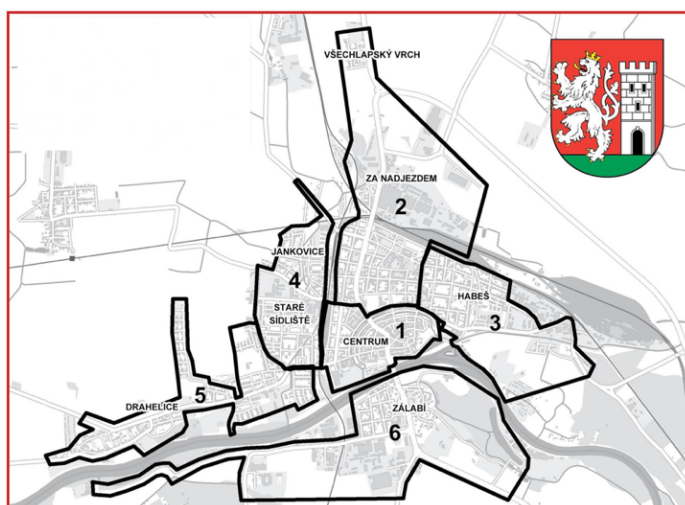 VŠECHLAPSKÝ VRCH
ZA NADJEZDEM
2
JANKOVICE
4
STARÉ
SÍDLIŠTĚ
HABEŠ
3
1
CENTRUM
5
DRAHELICE
ZÁLABÍ
6